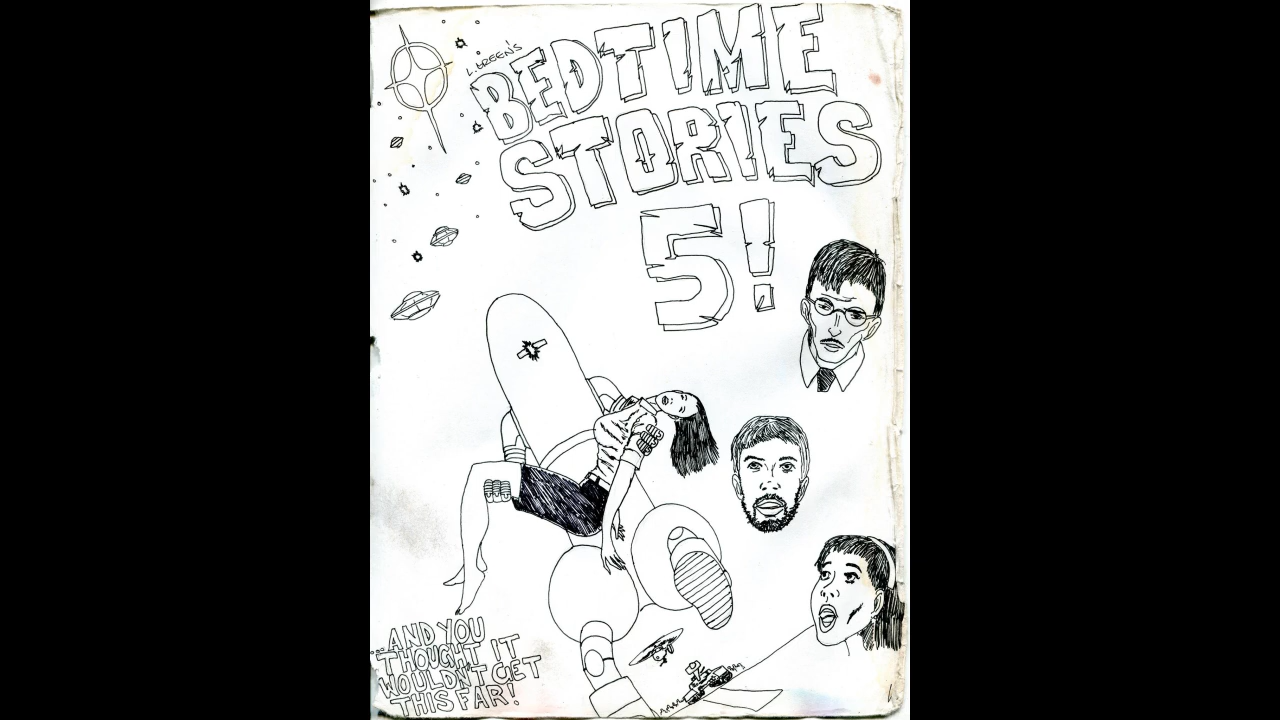 L. GREEN'S
BEDTIME
STORIES
5!
...AND YOU
THOUGHT IT
WOULDN'T GET
THIS FAR!